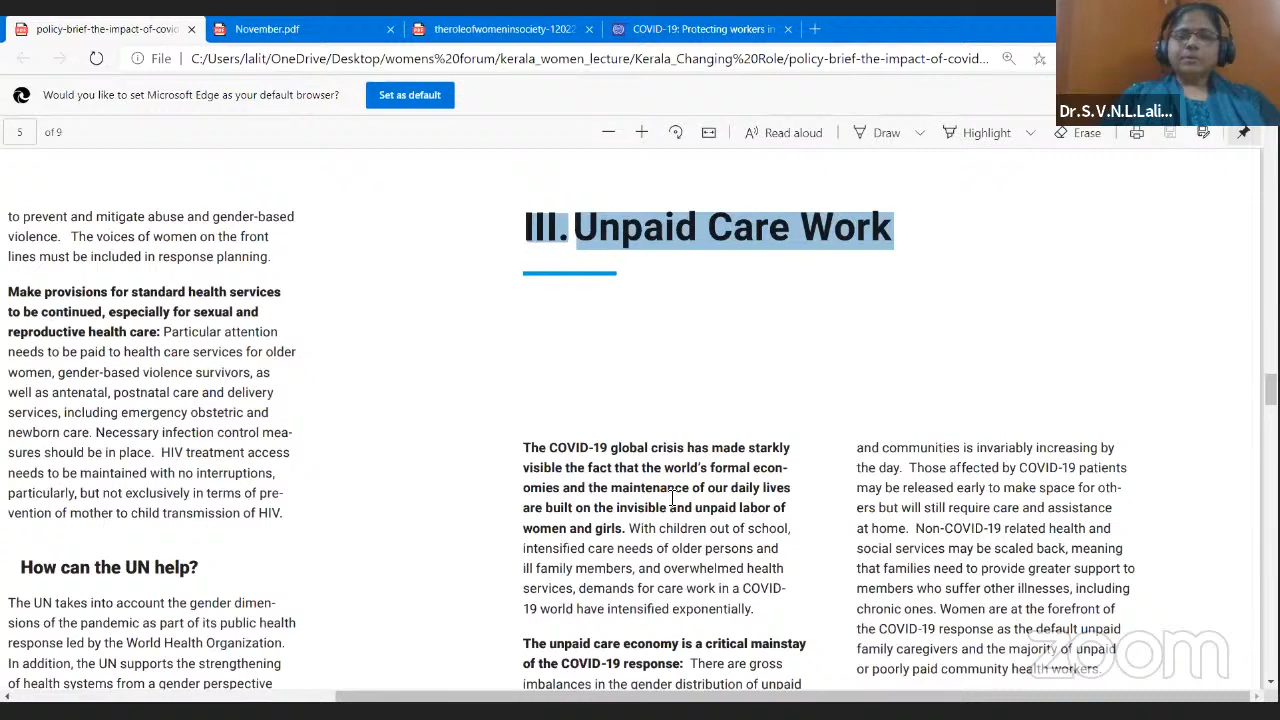 policy-brief-the-impact-of-covid
November.pdf
theroleofwomeninsociety-12022
COVID-19: Protecting workers in
File
C:/Users/lalit/OneDrive/Desktop/womens%20forum/kerala_women_lecture/Kerala_Changing%20Role/policy-brief-the-impact-of-covid...
Would you like to set Microsoft Edge as your default browser?
Set as default
Dr.S.V.N.L.Lali...
5
of 9
Read aloud
Draw
Highlight
Erase
to prevent and mitigate abuse and gender-based
violence. The voices of women on the front
lines must be included in response planning.
Make provisions for standard health services
to be continued, especially for sexual and
reproductive health care: Particular attention
needs to be paid to health care services for older
women, gender-based violence survivors, as
well as antenatal, postnatal care and delivery
services, including emergency obstetric and
newborn care. Necessary infection control mea-
sures should be in place. HIV treatment access
needs to be maintained with no interruptions,
particularly, but not exclusively in terms of pre-
vention of mother to child transmission of HIV.
How can the UN help?
The UN takes into account the gender dimen-
sions of the pandemic as part of its public health
response led by the World Health Organization.
In addition, the UN supports the strengthening
of health systems from a gender perspective
III. Unpaid Care Work
The COVID-19 global crisis has made starkly
visible the fact that the world's formal econ-
omies and the maintenance of our daily lives
are built on the invisible and unpaid labor of
women and girls. With children out of school,
intensified care needs of older persons and
ill family members, and overwhelmed health
services, demands for care work in a COVID-
19 world have intensified exponentially.
The unpaid care economy is a critical mainstay
of the COVID-19 response: There are gross
imbalances in the gender distribution of unpaid
and communities is invariably increasing by
the day. Those affected by COVID-19 patients
may be released early to make space for oth-
ers but will still require care and assistance
at home. Non-COVID-19 related health and
social services may be scaled back, meaning
that families need to provide greater support to
members who suffer other illnesses, including
chronic ones. Women are at the forefront of
the COVID-19 response as the default unpaid
family caregivers and the majority of unpaid
or poorly paid community health workers.
zoom